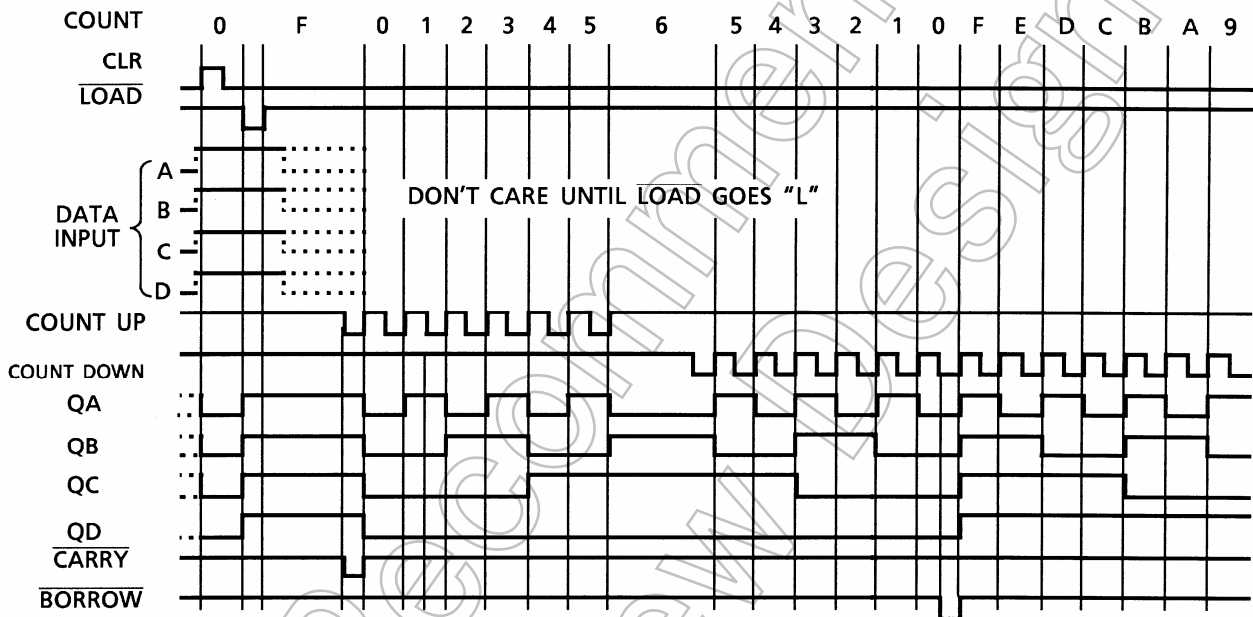 COUNT 0 F 0 1 2 3 4 5 6 5 4 3 2 1 0 F E D C B A 9
CLR
LOAD
A
B
DATA INPUT
C
D
DON'T CARE UNTIL LOAD GOES "L"
COUNT UP
COUNT DOWN
QA
QB
QC
QD
CARRY
BORROW